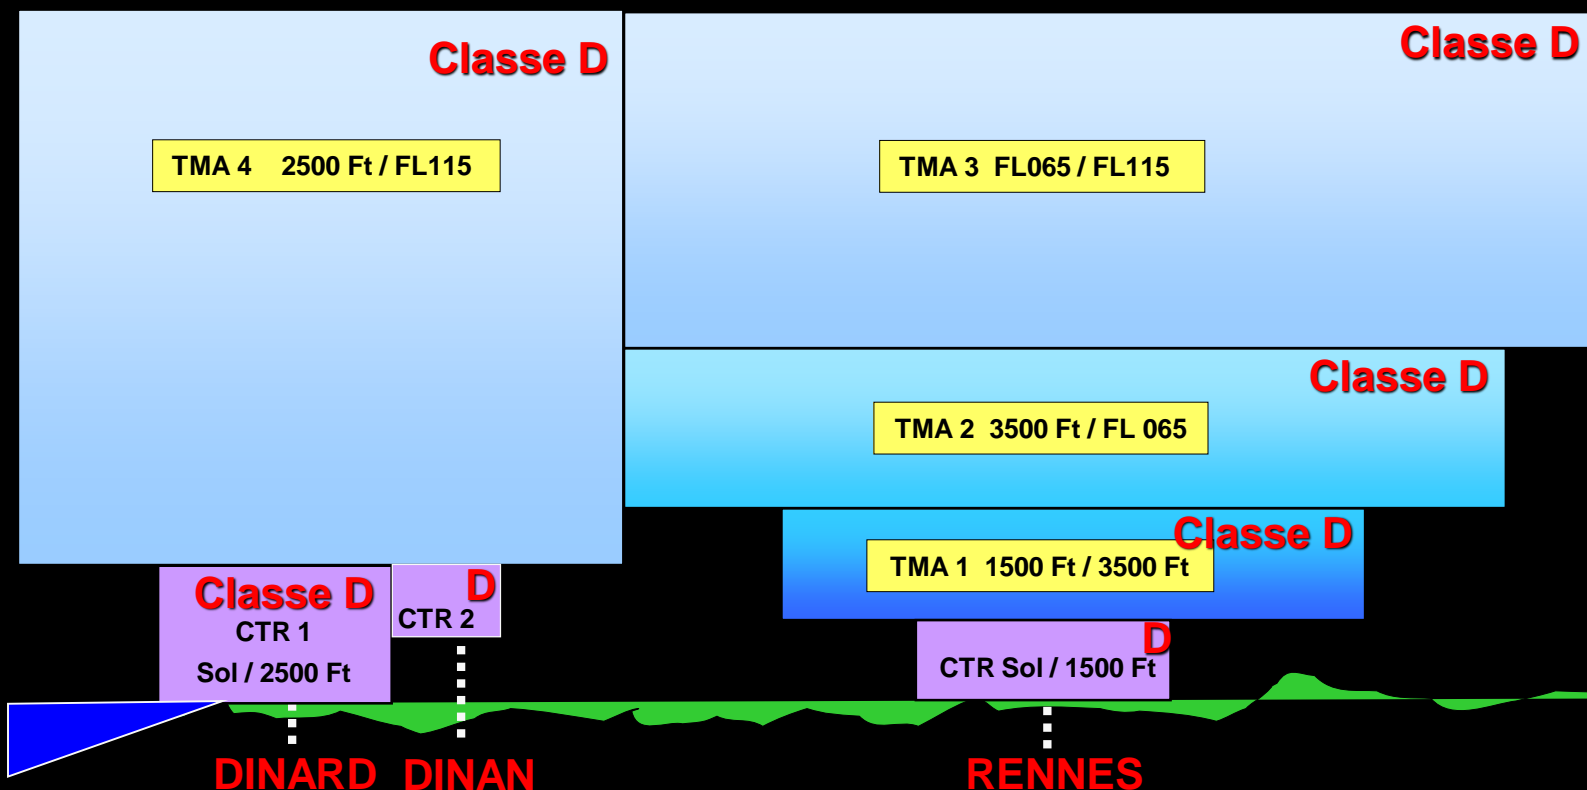 Classe D
Classe D
TMA 4 2500 Ft / FL115
TMA 3 FL065 / FL115
Classe D
TMA 2 3500 Ft / FL 065
Classe D
TMA 1 1500 Ft / 3500 Ft
Classe D
CTR 1
Sol / 2500 Ft
D
CTR 2
D
CTR Sol / 1500 Ft
DINARD
DINAN
RENNES